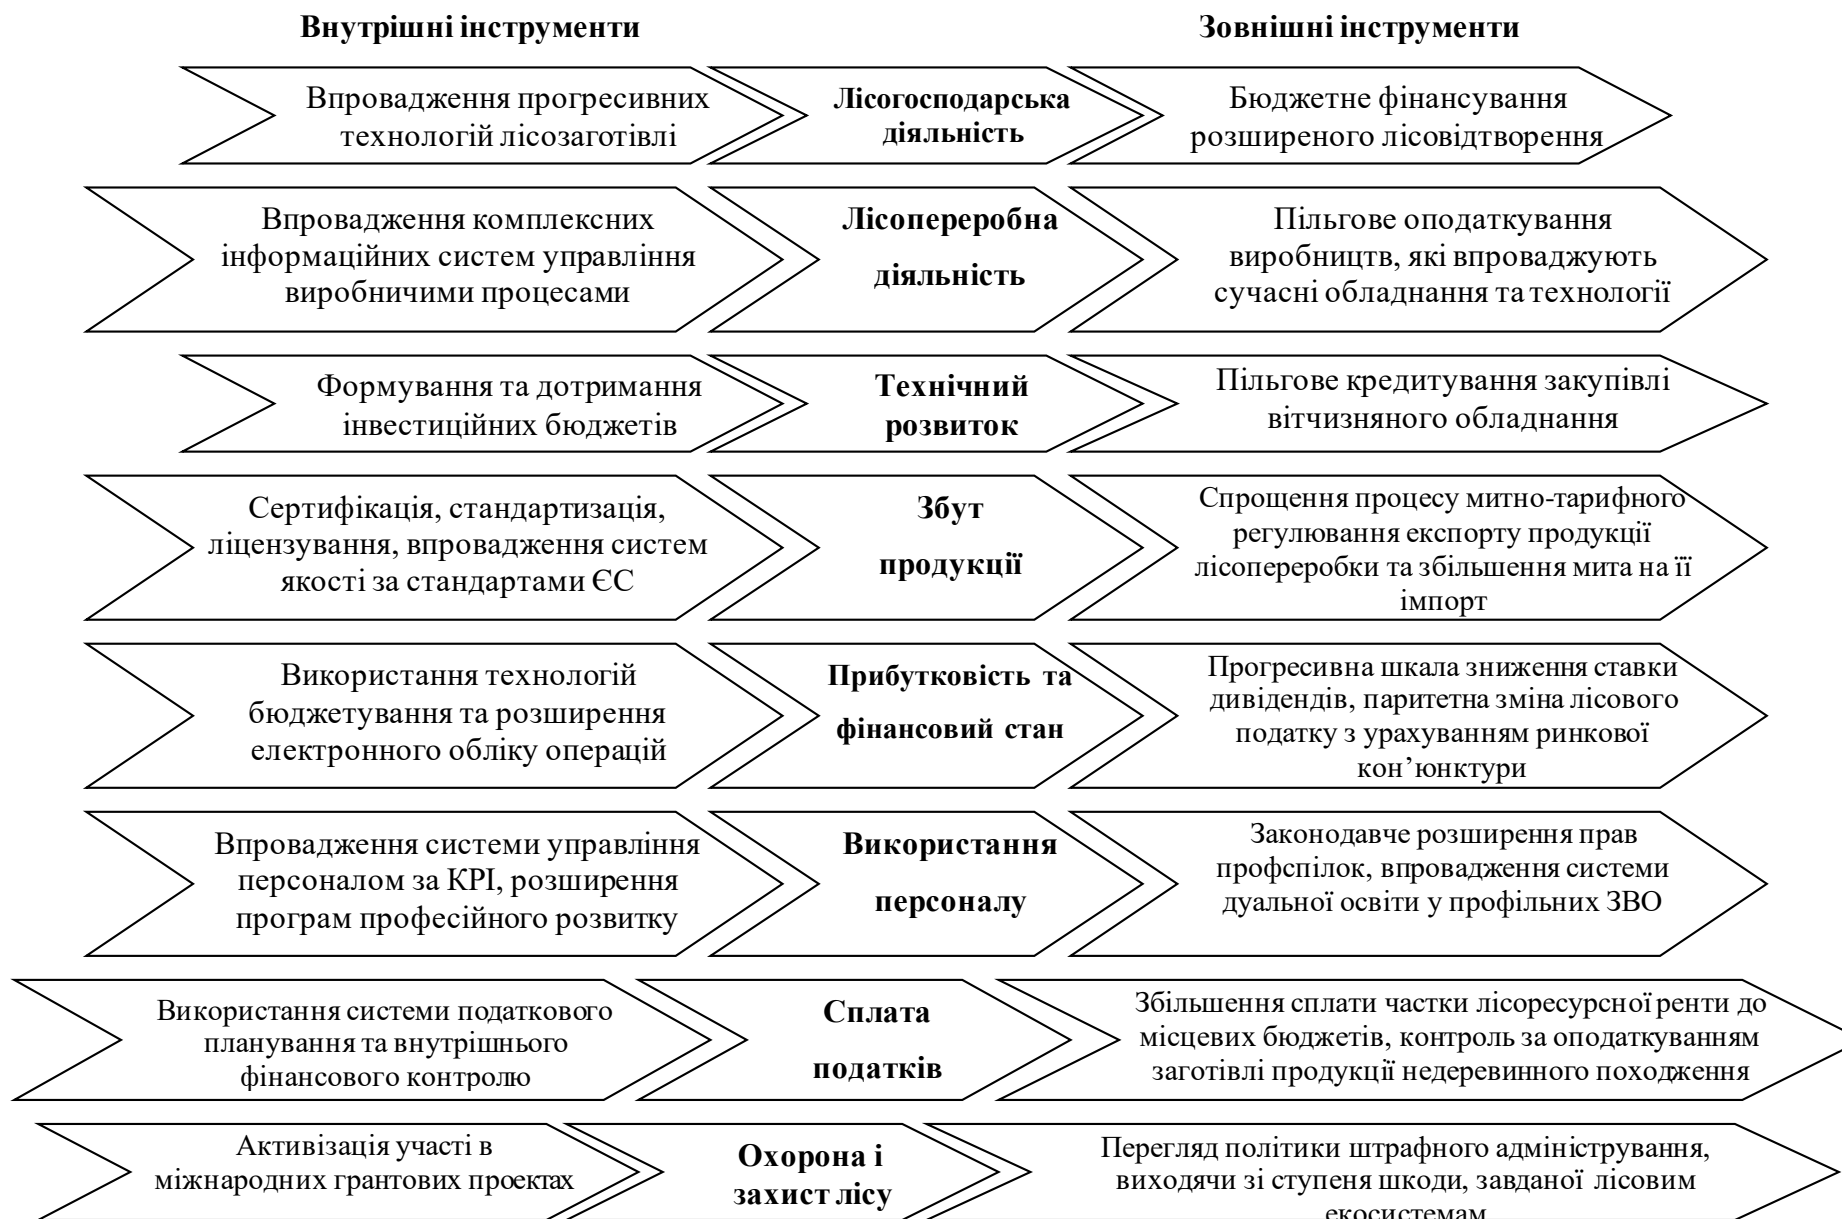 Внутрішні інструменти
Зовнішні інструменти
Впровадження прогресивних
технологій лісозаготівлі
Лісогосподарська
діяльність
Бюджетне фінансування
розширеного лісовідтворення
Впровадження комплексних
інформаційних систем управління
виробничими процесами
Лісопереробна
діяльність
Пільгове оподаткування
виробництв, які впроваджують
сучасні обладнання та технології
Формування та дотримання
інвестиційних бюджетів
Технічний
розвиток
Пільгове кредитування закупівлі
вітчизняного обладнання
Сертифікація, стандартизація,
ліцензування, впровадження систем
якості за стандартами ЄС
Збут
продукції
Спрощення процесу митно-тарифного
регулювання експорту продукції
лісопереробки та збільшення мита на її
імпорт
Використання технологій
бюджетування та розширення
електронного обліку операцій
Прибутковість та
фінансовий стан
Прогресивна шкала зниження ставки
дивідендів, паритетна зміна лісового
податку з урахуванням ринкової
кон’юнктури
Впровадження системи управління
персоналом за КРІ, розширення
програм професійного розвитку
Використання
персоналу
Законодавче розширення прав
профспілок, впровадження системи
дуальної освіти у профільних ЗВО
Використання системи податкового
планування та внутрішнього
фінансового контролю
Сплата
податків
Збільшення сплати частки лісоресурсної ренти до
місцевих бюджетів, контроль за оподаткуванням
заготівлі продукції недеревинного походження
Активізація участі в
міжнародних грантових проектах
Охорона і
захист лісу
Перегляд політики штрафного адміністрування,
виходячи зі ступеня шкоди, завданої лісовим
екосистемам